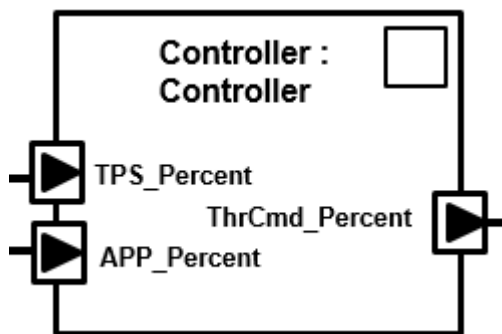 Controller :
Controller
TPS_Percent
ThrCmd_Percent
APP_Percent